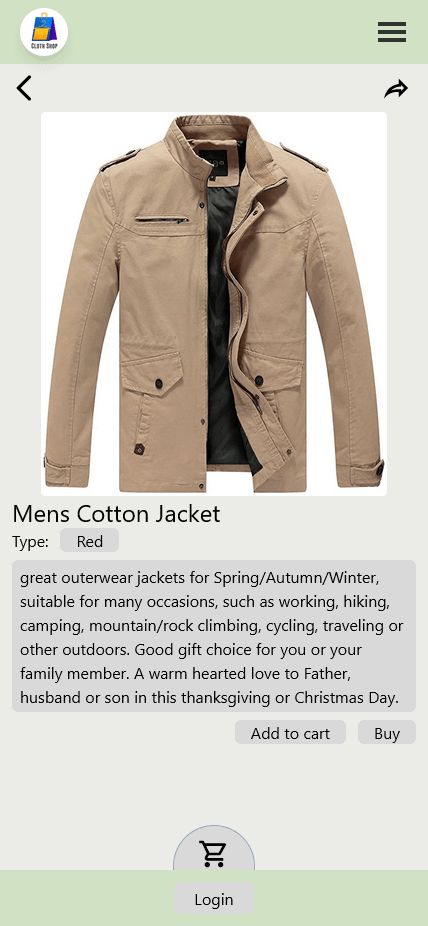 CLOTH SHOP
Mens Cotton Jacket
Type: Red
great outerwear jackets for Spring/Autumn/Winter,
suitable for many occasions, such as working, hiking,
camping, mountain/rock climbing, cycling, traveling or
other outdoors. Good gift choice for you or your
family member. A warm hearted love to Father,
husband or son in this thanksgiving or Christmas Day.
Add to cart Buy
Login